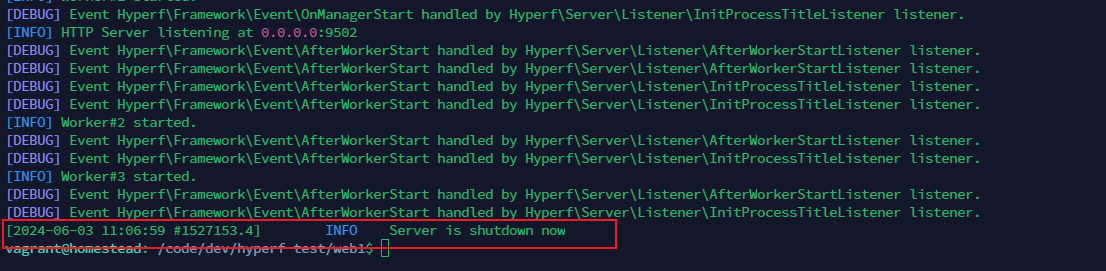 [DEBUG] Event Hyperf\Framework\Event\OnManagerStart handled by Hyperf\Server\Listener\InitProcessTitleListener listener.
[INFO] HTTP Server listening at 0.0.0.0:9502
[DEBUG] Event Hyperf\Framework\Event\AfterWorkerStart handled by Hyperf\Server\Listener\AfterWorkerStartListener listener.
[DEBUG] Event Hyperf\Framework\Event\AfterWorkerStart handled by Hyperf\Server\Listener\AfterWorkerStartListener listener.
[DEBUG] Event Hyperf\Framework\Event\AfterWorkerStart handled by Hyperf\Server\Listener\InitProcessTitleListener listener.
[DEBUG] Event Hyperf\Framework\Event\AfterWorkerStart handled by Hyperf\Server\Listener\InitProcessTitleListener listener.
[INFO] Worker#2 started.
[DEBUG] Event Hyperf\Framework\Event\AfterWorkerStart handled by Hyperf\Server\Listener\AfterWorkerStartListener listener.
[DEBUG] Event Hyperf\Framework\Event\AfterWorkerStart handled by Hyperf\Server\Listener\InitProcessTitleListener listener.
[INFO] Worker#3 started.
[DEBUG] Event Hyperf\Framework\Event\AfterWorkerStart handled by Hyperf\Server\Listener\AfterWorkerStartListener listener.
[DEBUG] Event Hyperf\Framework\Event\AfterWorkerStart handled by Hyperf\Server\Listener\InitProcessTitleListener listener.
[2024-06-03 11:06:59 #1527153.4] INFO Server is shutdown now
vagrant@homestead: /code/dev/hyperf test/web1$